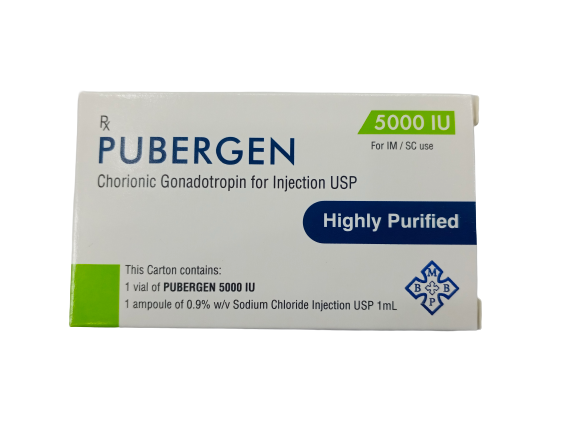 ℞
5000 IU
PUBERGEN
For IM / SC use
Chorionic Gonadotropin for Injection USP
Highly Purified
This Carton contains:
1 vial of PUBERGEN 5000 IU
1 ampoule of 0.9% w/v Sodium Chloride Injection USP 1mL
M
B B
P